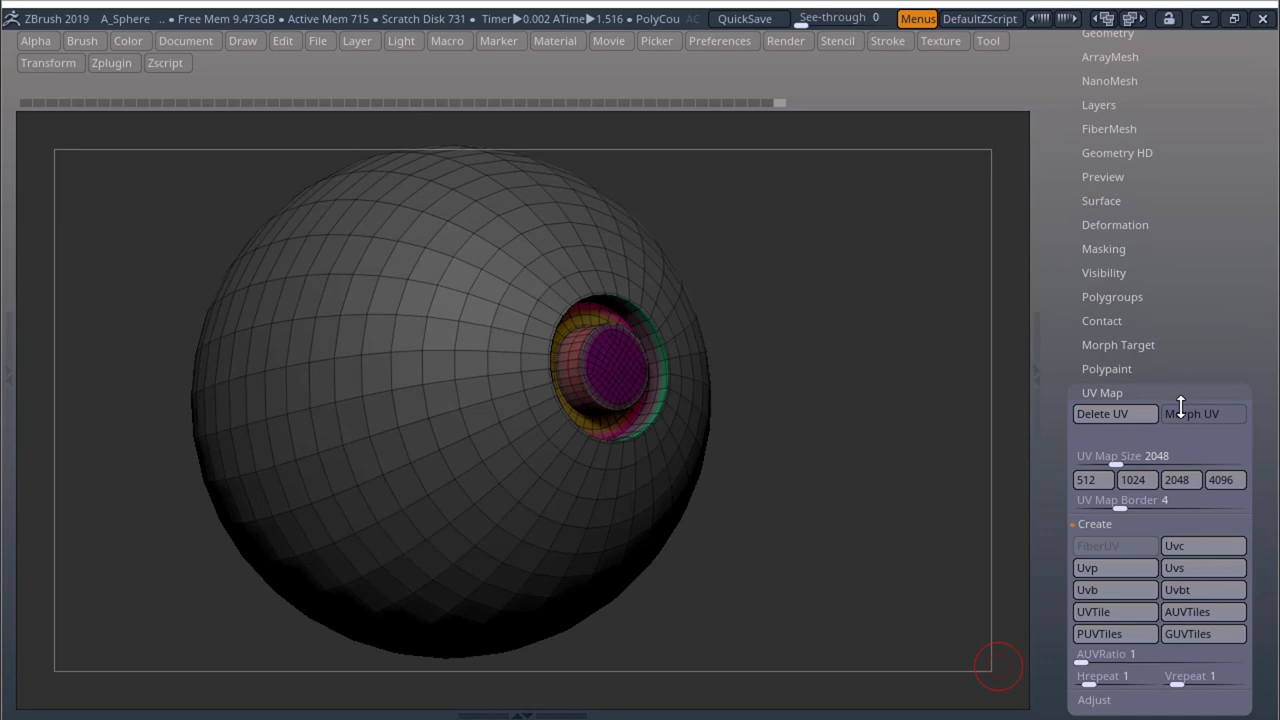 ZBrush 2019 A_Sphere .. • Free Mem 9.473GB • Active Mem 715 • Scratch Disk 731 • Timer▶0.002 ATime▶1.516 • PolyCou AC QuickSave See-through 0 Menus DefaultZScript
Alpha Brush Color Document Draw Edit File Layer Light Macro Marker Material Movie Picker Preferences Render Stencil Stroke Texture Tool
Transform Zplugin Zscript
Geometry
ArrayMesh
NanoMesh
Layers
FiberMesh
Geometry HD
Preview
Surface
Deformation
Masking
Visibility
Polygroups
Contact
Morph Target
Polypaint
UV Map
Delete UV Morph UV
UV Map Size 2048
512 1024 2048 4096
UV Map Border 4
Create
FiberUV Uvc
Uvp Uvs
Uvb Uvbt
UVTile AUVTiles
PUVTiles GUVTiles
AUVRatio 1
Hrepeat 1 Vrepeat 1
Adjust